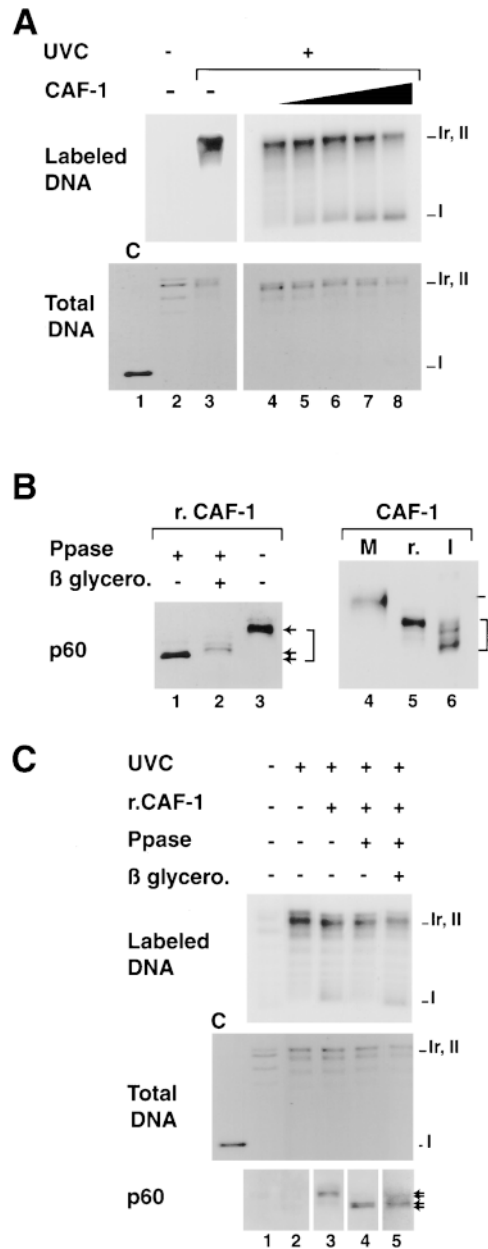 A
UVC - +
CAF-1 - -
Labeled DNA
Ir, II
I
C
Total DNA
Ir, II
I
1 2 3 4 5 6 7 8
B
r. CAF-1 CAF-1
Ppase + + -
ß glycero. - + -
M r. I
p60
1 2 3 4 5 6
C
UVC - + + + +
r.CAF-1 - - + + +
Ppase - - - + +
ß glycero. - - - - +
Labeled DNA
Ir, II
I
C
Total DNA
Ir, II
I
p60
1 2 3 4 5